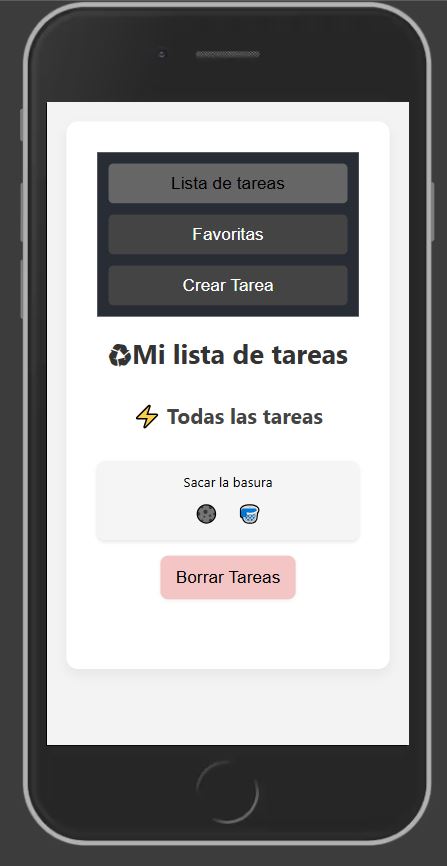 Lista de tareas
Favoritas
Crear Tarea
♻Mi lista de tareas
⚡ Todas las tareas
Sacar la basura
Borrar Tareas